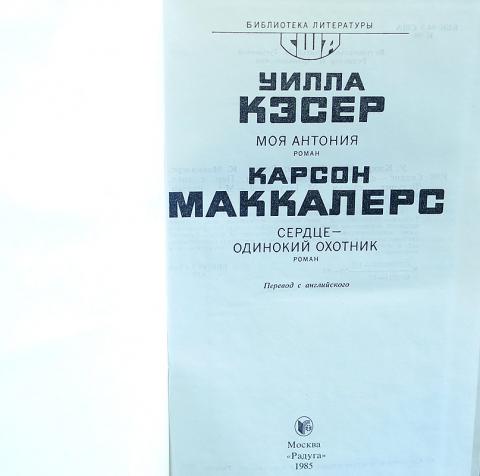 БИБЛИОТЕКА ЛИТЕРАТУРЫ
США
УИЛЛА
КЭСЕР
МОЯ АНТОНИЯ
РОМАН
КАРСОН
МАККАЛЕРС
СЕРДЦЕ—
ОДИНОКИЙ ОХОТНИК
РОМАН
Перевод с английского
Москва
«Радуга»
1985